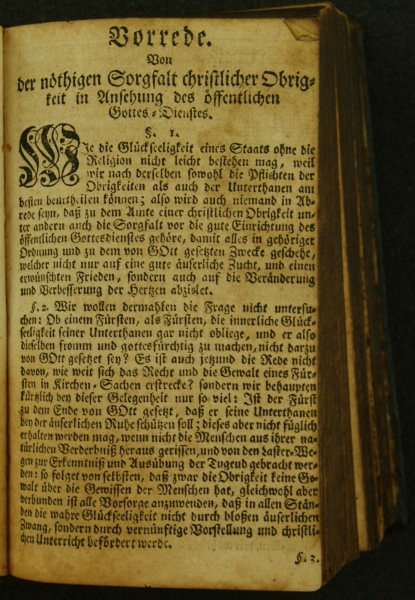 Vorrede.
Von
der nöthigen Sorgfalt christlicher Obrig-
keit in Ansehung des öffentlichen
Gottes-Dienstes.
§. 1.
Wie die Glückseeligkeit eines Staats ohne die
Religion nicht leicht bestehen mag, weil
wir nach derselben sowohl die Pflichten der
Obrigkeiten als auch der Unterthanen am
besten beurtheilen können; also wird auch niemand in Ab-
rede seyn, daß zu dem Amte einer christlichen Obrigkeit un-
ter andern auch die Sorgfalt vor die gute Einrichtung des
öffentlichen Gottesdienstes gehöre, damit alles in gehöriger
Ordnung und zu dem von GOtt gesetzten Zwecke geschehe,
welcher nicht nur auf eine gute äuserliche Zucht, und einen
erwünschten Frieden, sondern auch auf die Veränderung
und Verbesserung der Hertzen abzielet.
§. 2. Wir wollen dermahlen die Frage nicht untersu-
chen: Ob einem Fürsten, als Fürsten, die innerliche Glück-
seeligkeit seiner Unterthanen gar nicht obliege, und er also
dieselben fromm und gottesfürchtig zu machen, nicht darzu
von GOtt gesetzet sey? Es ist auch jetzund die Rede nicht
davon, wie weit sich das Recht und die Gewalt eines Für-
sten in Kirchen-Sachen erstrecke? sondern wir behaupten
kürtzlich bey dieser Gelegenheit nur so viel: Ist der Fürst
zu dem Ende von GOtt gesetzt, daß er seine Unterthanen
bey der äuserlichen Ruhe schützen soll; dieses aber nicht füglich
erhalten werden mag, wenn nicht die Menschen aus ihrer na-
türlichen Verderbniß heraus gerissen, und von den Laster-We-
gen zur Erkenntniß und Ausübung der Tugend gebracht wer-
den: so folget von selbsten, daß zwar die Obrigkeit keine Ge-
walt über die Gewissen der Menschen hat, gleichwohl aber
verbunden ist alle Vorsorge anzuwenden, daß in allen Stän-
den die wahre Glückseeligkeit nicht durch bloßen äuserlichen
Zwang, sondern durch vernünftige Vorstellung und christli-
chen Unterricht befördert werde.
§. 3.